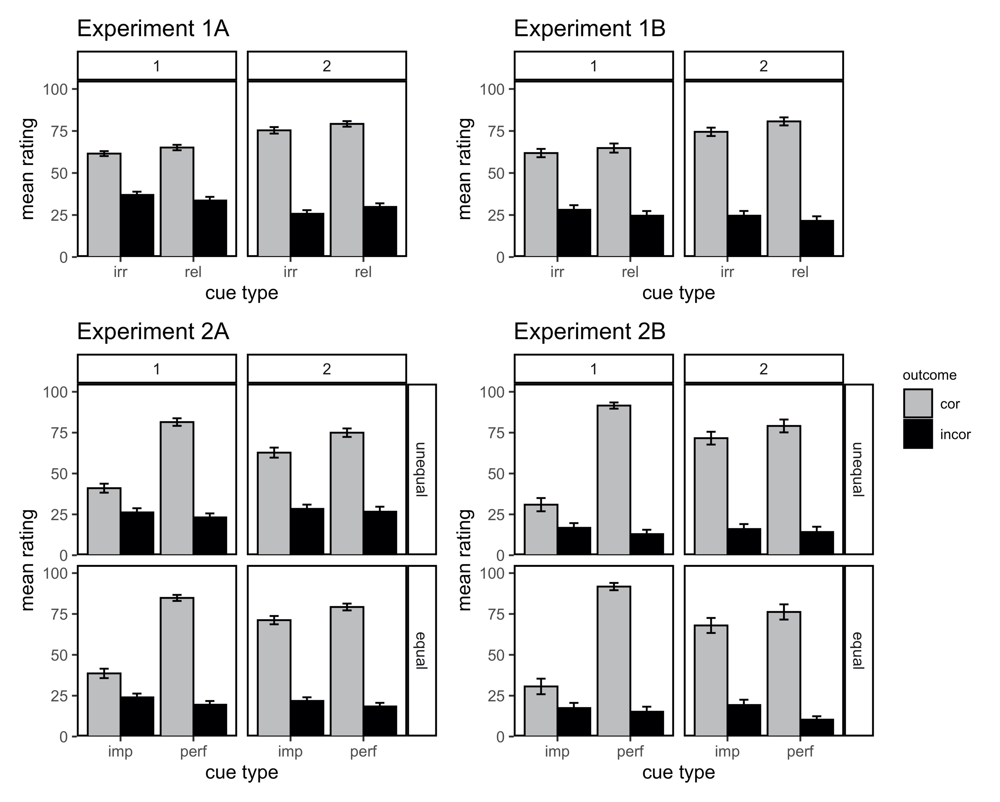 Experiment 1A
1 2
100
75
50
25
0
mean rating
irr rel irr rel
cue type
Experiment 1B
1 2
100
75
50
25
0
mean rating
irr rel irr rel
cue type
Experiment 2A
1 2
100
75
50
25
0
unequal
mean rating
100
75
50
25
0
equal
imp perf imp perf
cue type
Experiment 2B
1 2
100
75
50
25
0
unequal
mean rating
100
75
50
25
0
equal
imp perf imp perf
cue type
outcome
cor
incor